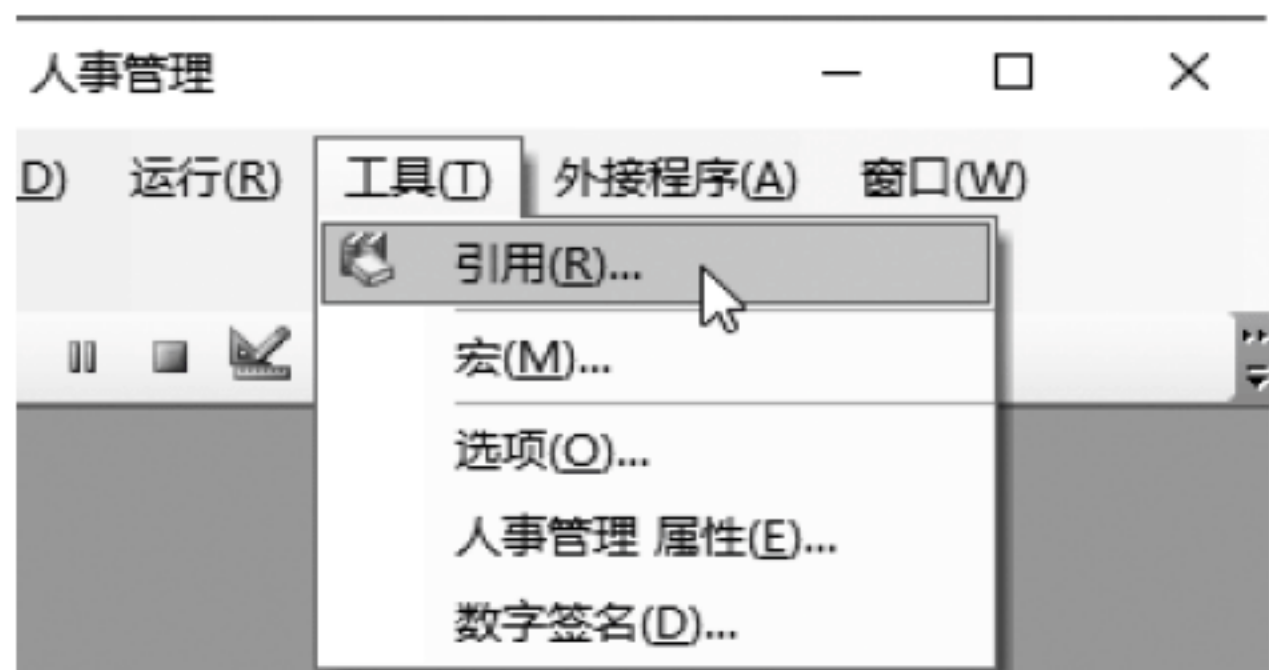 人事管理
D) 运行(R) 工具(T) 外接程序(A) 窗口(W)
引用(R)...
宏(M)...
选项(O)...
人事管理 属性(E)...
数字签名(D)...